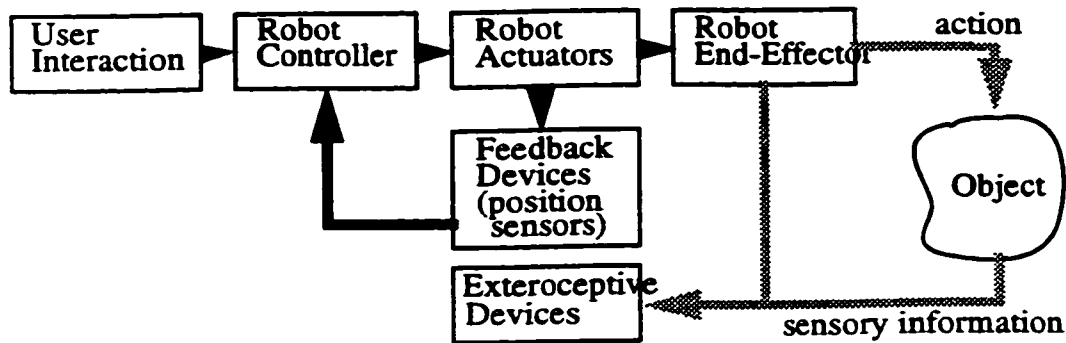 User
Interaction
Robot
Controller
Robot
Actuators
Robot
End-Effector
action
Feedback
Devices
(position
sensors)
Object
Exteroceptive
Devices
sensory information